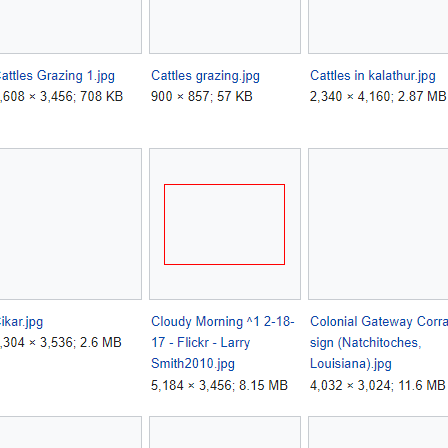 attles Grazing 1.jpg
,608 × 3,456; 708 KB
Cattles grazing.jpg
900 × 857; 57 KB
Cattles in kalathur.jpg
2,340 × 4,160; 2.87 MB
ikar.jpg
,304 × 3,536; 2.6 MB
Cloudy Morning ^1 2-18-
17 - Flickr - Larry
Smith2010.jpg
5,184 × 3,456; 8.15 MB
Colonial Gateway Corra
sign (Natchitoches,
Louisiana).jpg
4,032 × 3,024; 11.6 MB